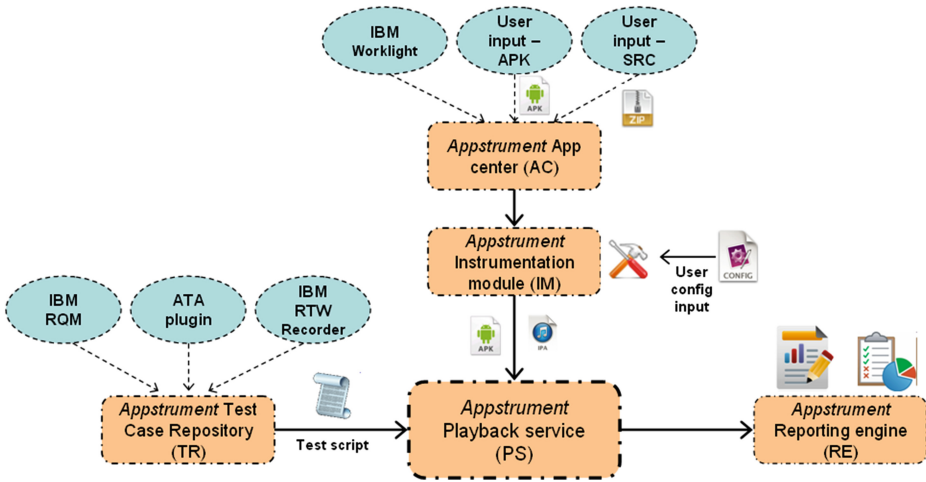 IBM
Worklight
User
input –
APK
User
input –
SRC
APK
ZIP
Appstrument App
center (AC)
Appstrument
Instrumentation
module (IM)
CONFIG
User
config
input
IBM
RQM
ATA
plugin
IBM
RTW
Recorder
APK
IPA
Appstrument Test
Case Repository
(TR)
Test script
Appstrument
Playback service
(PS)
Appstrument
Reporting engine
(RE)